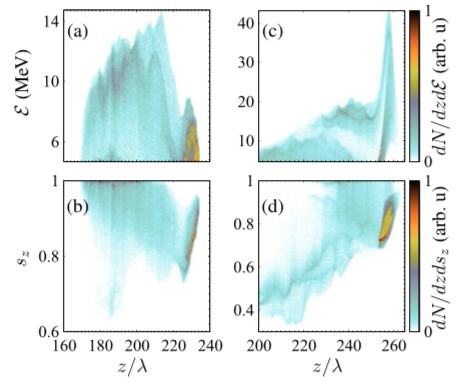 (a)
(c)
(b)
(d)
ℰ (MeV)
14
10
6
40
30
20
10
1
0
dN/dzdℰ (arb. u)
s_z
1
0.8
0.6
1
0.8
0.6
0.4
1
0
dN/dzds_z (arb. u)
160 180 200 220 240
200 220 240 260
z/λ
z/λ